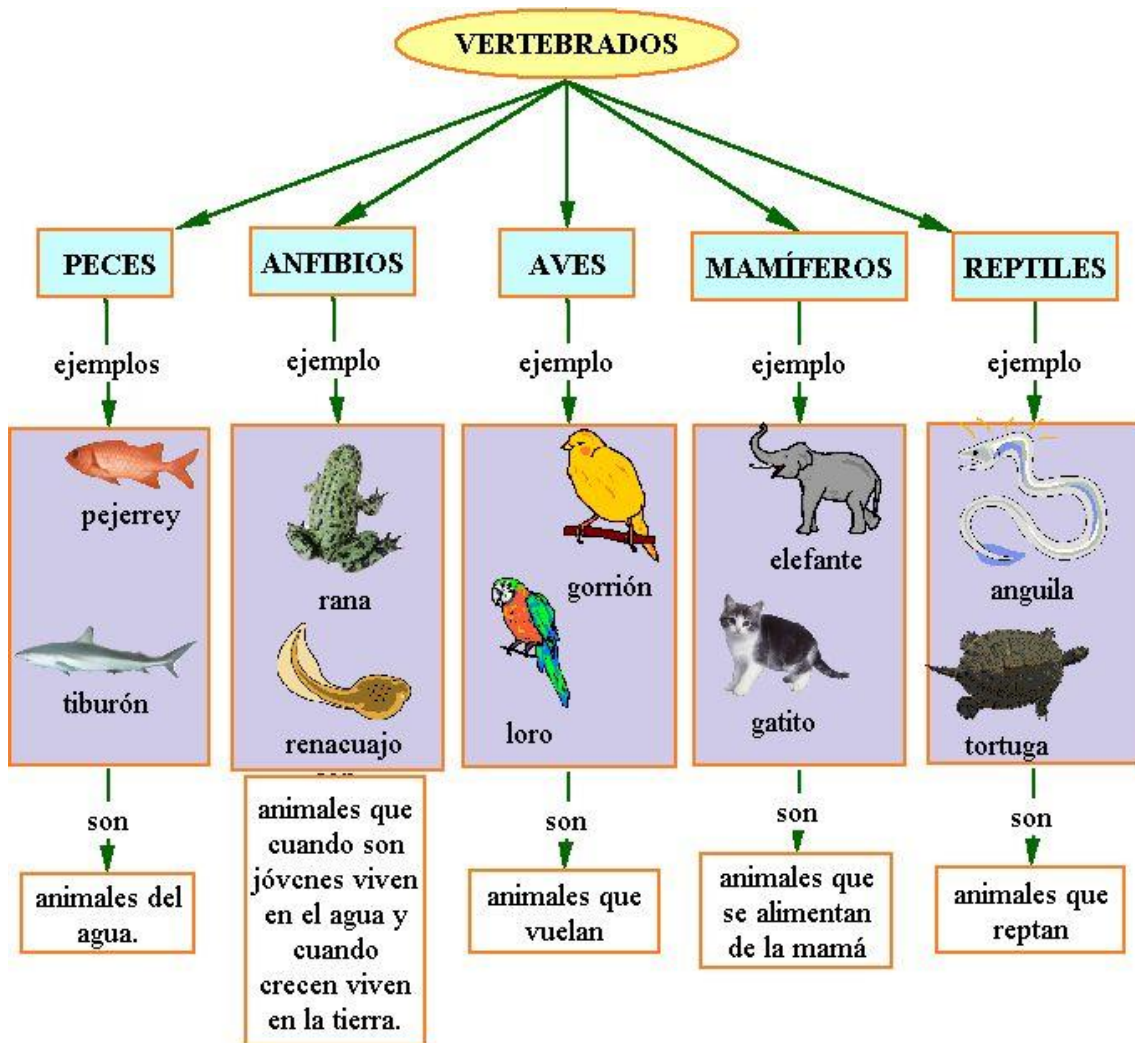 VERTEBRADOS
PECES
ANFIBIOS
AVES
MAMÍFEROS
REPTILES
ejemplos
ejemplo
ejemplo
ejemplo
ejemplo
pejerrey
tiburón
rana
renacuajo
gorrión
loro
elefante
gatito
anguila
tortuga
son
animales del
agua.
animales que
cuando son
jóvenes viven
en el agua y
cuando
crecen viven
en la tierra.
son
animales que
vuelan
son
animales que
se alimentan
de la mamá
son
animales que
reptan